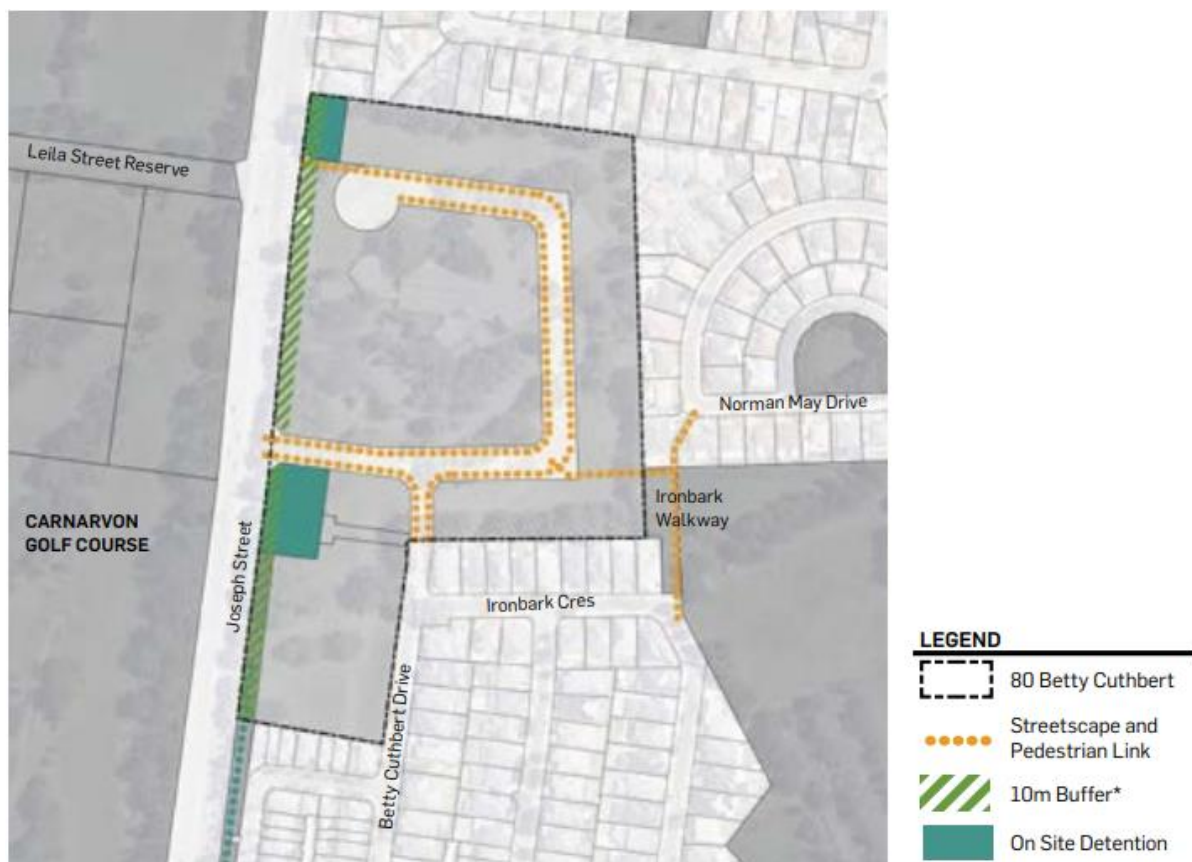 Leila Street Reserve
Norman May Drive
CARNARVON
GOLF COURSE
Ironbark
Walkway
Joseph Street
Ironbark Cres
Betty Cuthbert Drive
LEGEND
80 Betty Cuthbert
Streetscape and
Pedestrian Link
10m Buffer*
On Site Detention